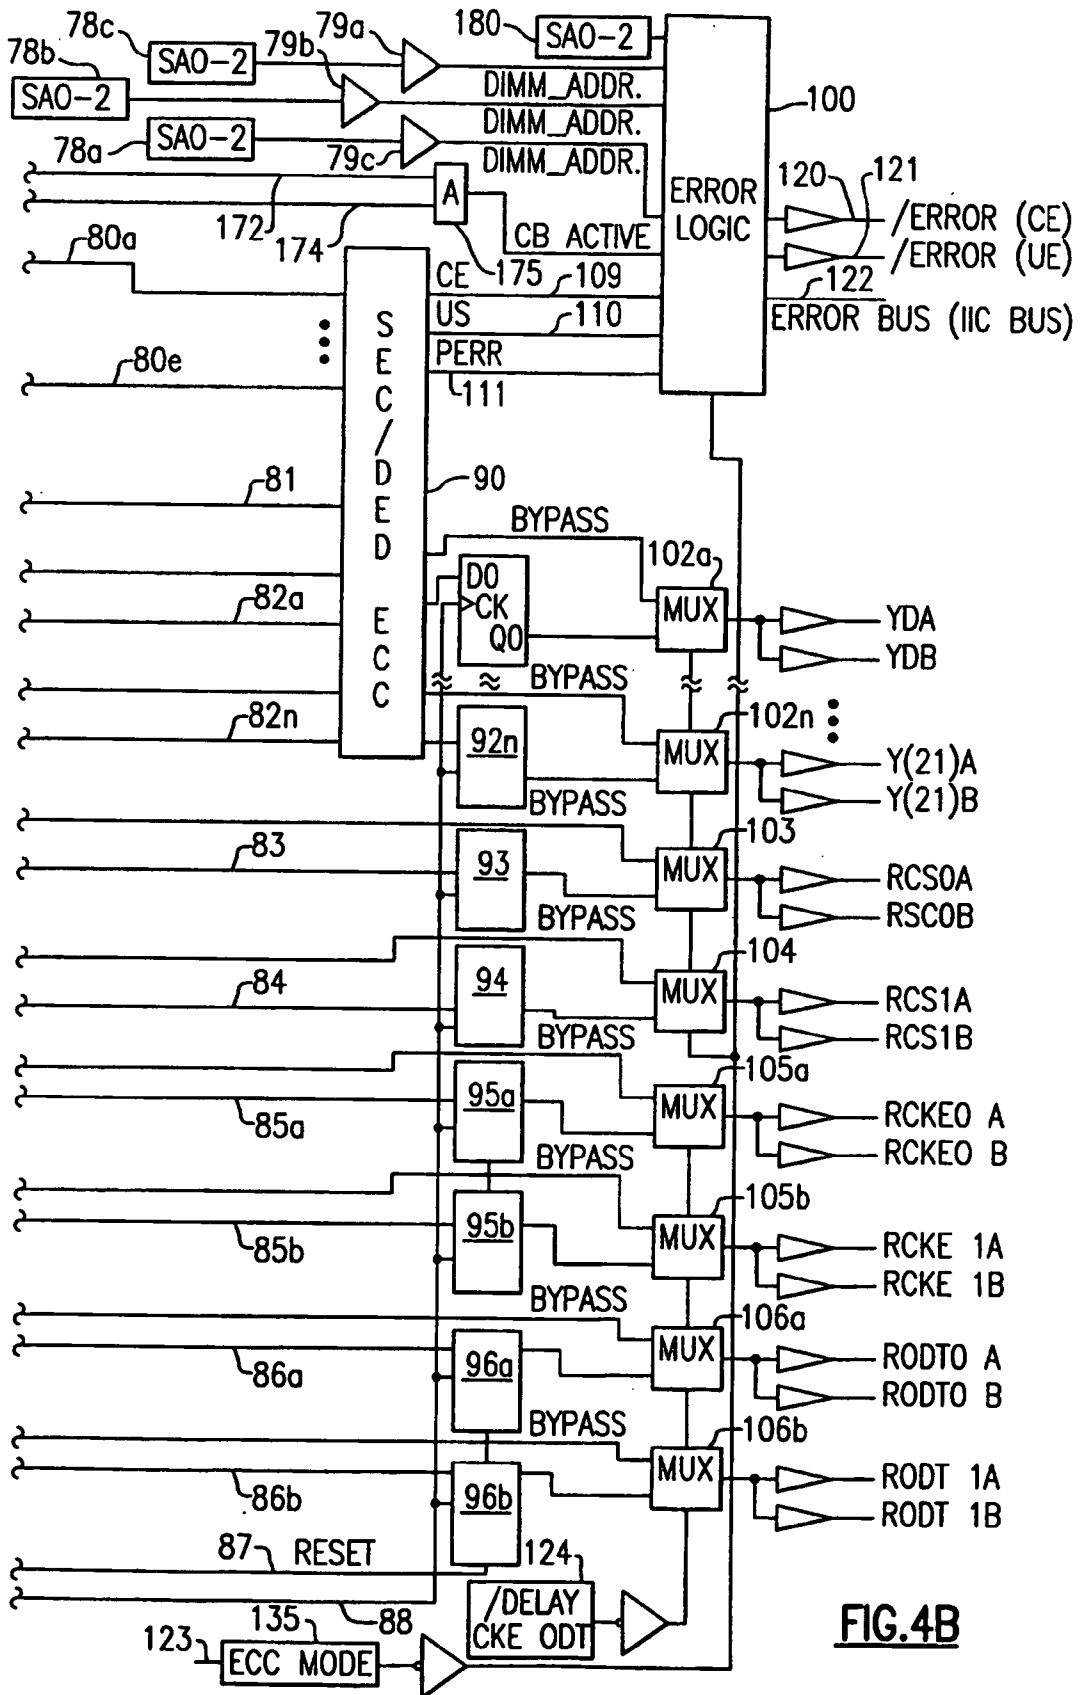 180
SAO-2
78c
SAO-2
79a
78b
SAO-2
79b
DIMM_ADDR.
100
78a
SAO-2
79c
DIMM_ADDR.
DIMM_ADDR.
172
174
A
175
ERROR
LOGIC
CB ACTIVE
120
/ERROR (CE)
121
/ERROR (UE)
122
ERROR BUS (IIC BUS)
80a
CE
109
US
110
PERR
111
80e
SEC/DED ECC
81
90
BYPASS
102a
D0
CK
Q0
MUX
YDA
YDB
82a
BYPASS
102n
82n
92n
MUX
Y(21)A
Y(21)B
BYPASS
103
83
93
MUX
RCS0A
RSC0B
BYPASS
104
84
94
MUX
RCS1A
RCS1B
BYPASS
105a
85a
95a
MUX
RCKE0 A
RCKE0 B
BYPASS
105b
85b
95b
MUX
RCKE 1A
RCKE 1B
BYPASS
106a
86a
96a
MUX
RODT0 A
RODT0 B
BYPASS
106b
86b
96b
MUX
RODT 1A
RODT 1B
87
RESET
124
/DELAY
CKE ODT
88
135
123
ECC MODE
FIG.4B